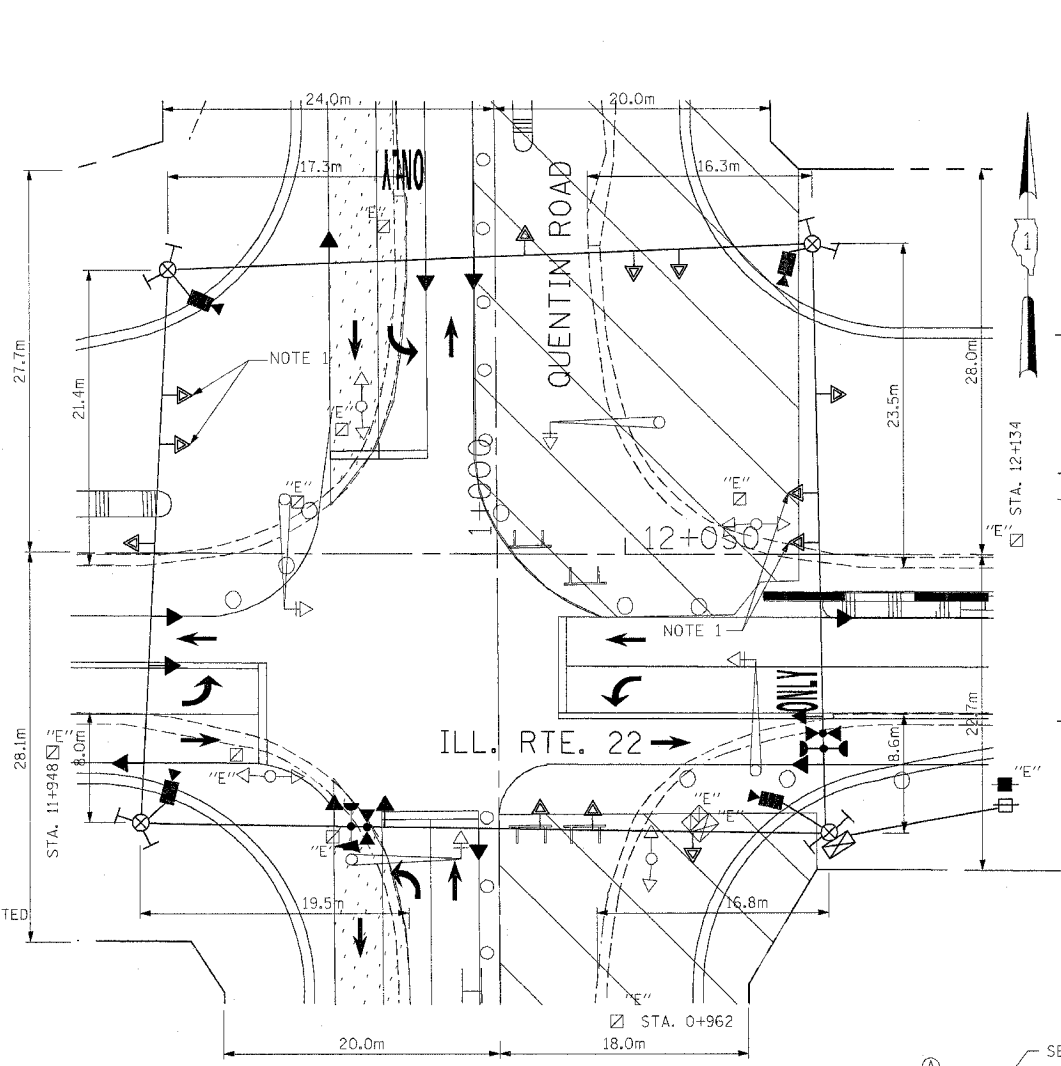 24.0m
20.0m
17.3m
ONLY
16.3m
"E"
QUENTIN ROAD
1
27.7m
21.4m
NOTE 1
28.0m
23.5m
STA. 12+134
"E"
"E"
"E"
"E"
1+000
12+050
NOTE 1
ONLY
ILL. RTE. 22
28.1m
"E"
8.0m
STA. 11+948
"E"
8.6m
22.7m
"E"
"E"
"E"
"E"
19.5m
16.8m
TED
"E"
STA. 0+962
20.0m
18.0m
A
SE